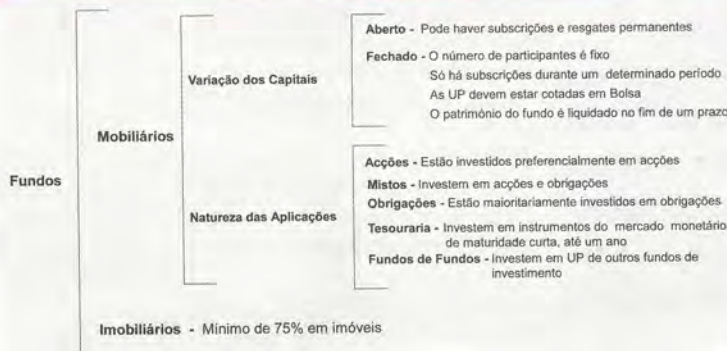 Fundos
Mobiliários
Variação dos Capitais
Aberto - Pode haver subscrições e resgates permanentes
Fechado - O número de participantes é fixo
Só há subscrições durante um determinado período
As UP devem estar cotadas em Bolsa
O património do fundo é liquidado no fim de um prazo
Natureza das Aplicações
Acções - Estão investidos preferencialmente em acções
Mistos - Investem em acções e obrigações
Obrigações - Estão maioritariamente investidos em obrigações
Tesouraria - Investem em instrumentos do mercado monetário
de maturidade curta, até um ano
Fundos de Fundos - Investem em UP de outros fundos de
investimento
Imobiliários - Mínimo de 75% em imóveis